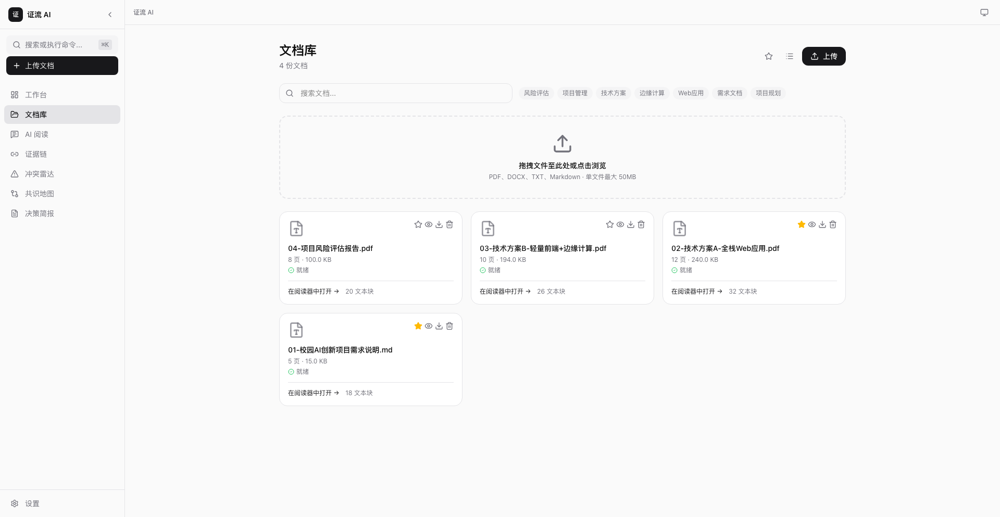 证 证流 AI
搜索或执行命令... ⌘K
上传文档
工作台
文档库
AI 阅读
证据链
冲突雷达
共识地图
决策简报
设置
证流 AI
文档库
4 份文档
上传
搜索文档...
风险评估 项目管理 技术方案 边缘计算 Web应用 需求文档 项目规划
拖拽文件至此处或点击浏览
PDF、DOCX、TXT、Markdown · 单文件最大 50MB
04-项目风险评估报告.pdf
8 页 · 100.0 KB
就绪
在阅读器中打开 → 20 文本块
03-技术方案B-轻量前端+边缘计算.pdf
10 页 · 194.0 KB
就绪
在阅读器中打开 → 26 文本块
02-技术方案A-全栈Web应用.pdf
12 页 · 240.0 KB
就绪
在阅读器中打开 → 32 文本块
01-校园AI创新项目需求说明.md
5 页 · 15.0 KB
就绪
在阅读器中打开 → 18 文本块